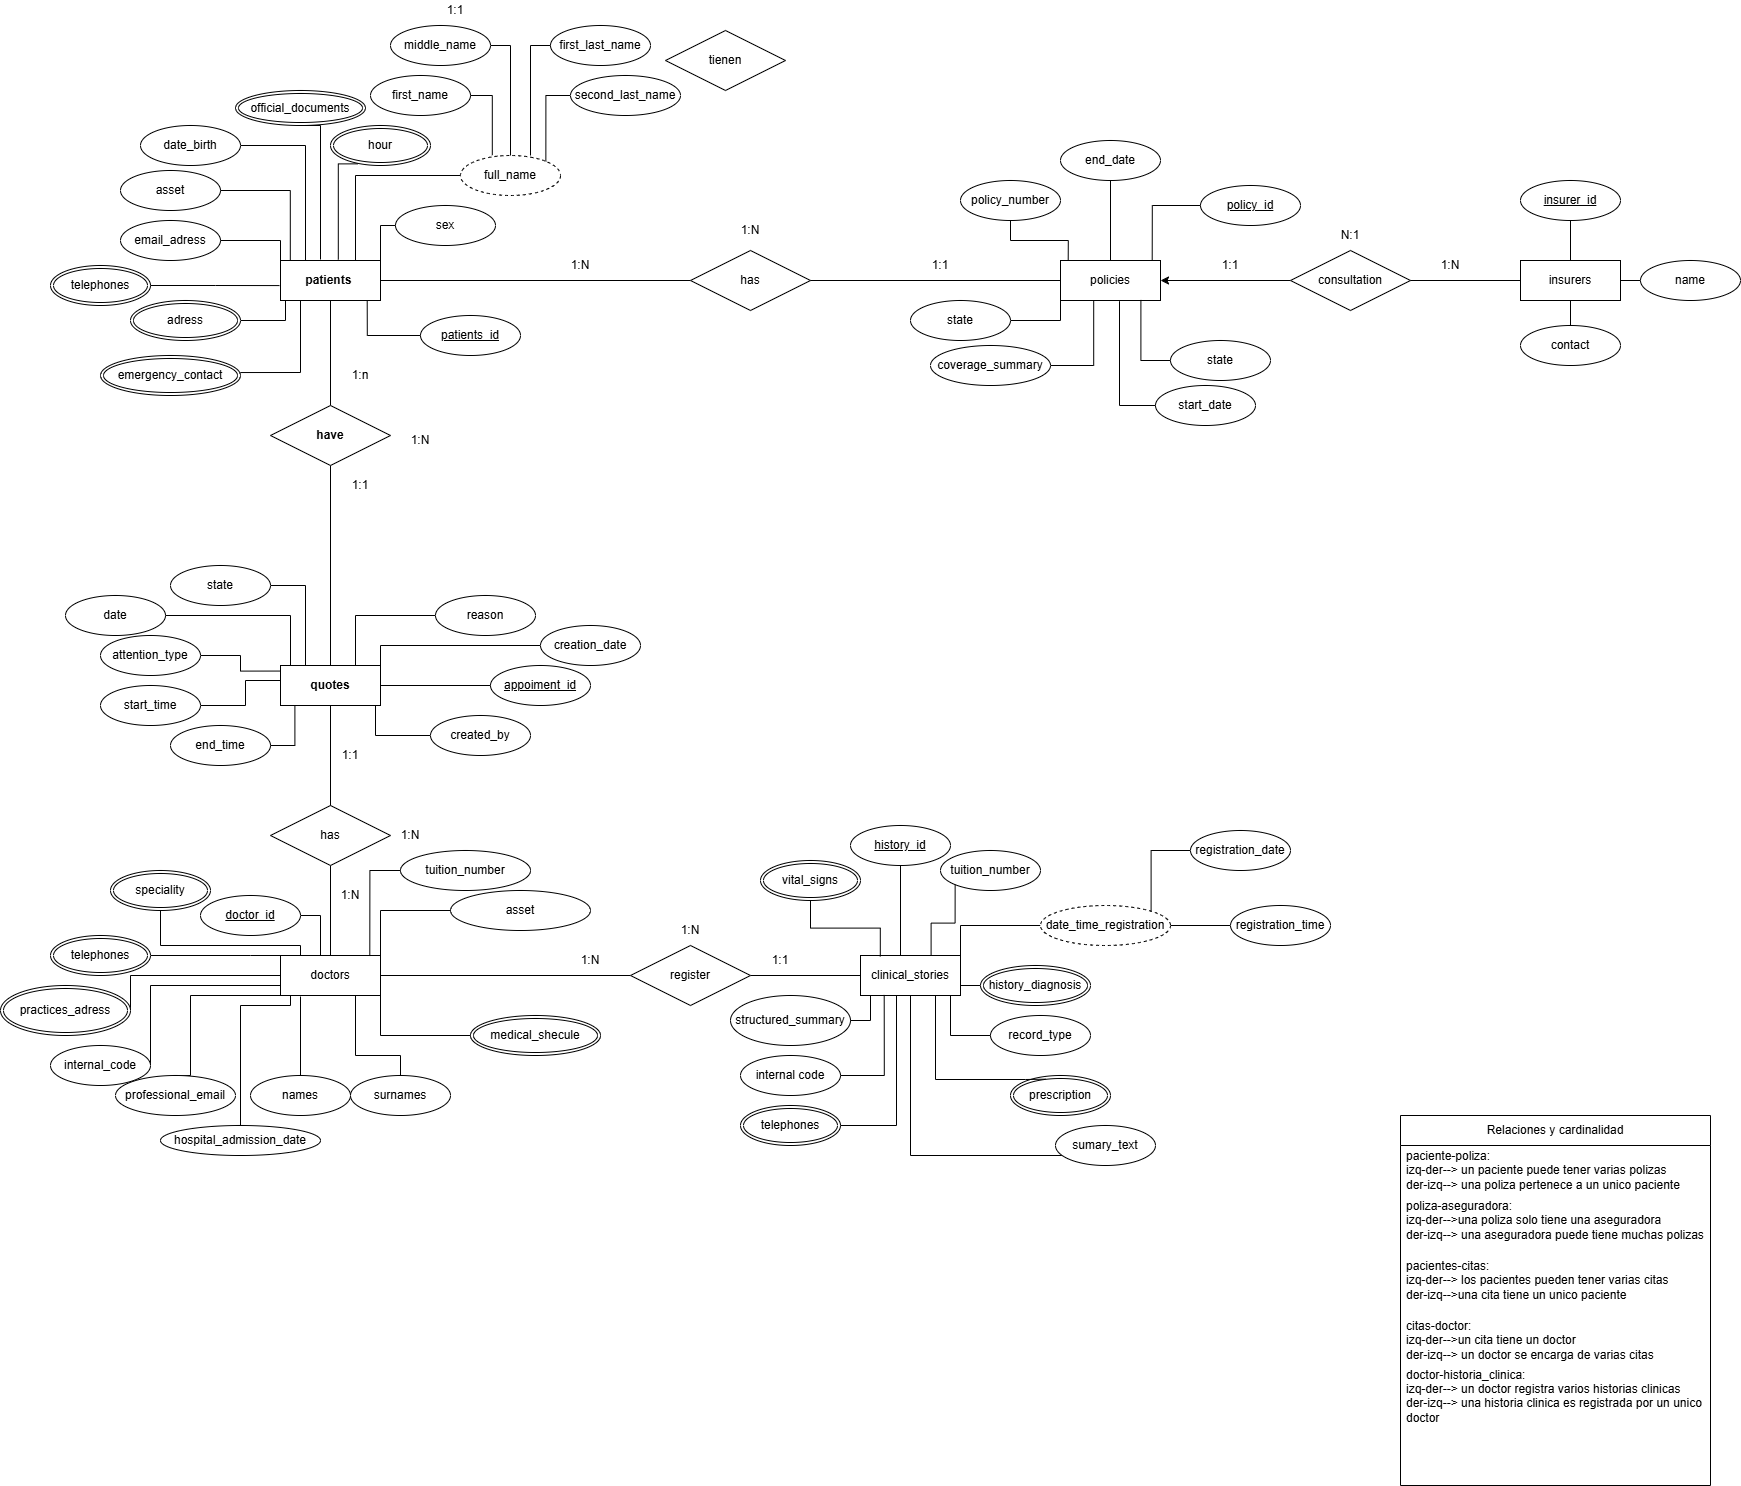 1:1
middle_name
first_last_name
tienen
first_name
second_last_name
official_documents
date_birth
hour
end_date
full_name
asset
policy_number
insurer_id
policy_id
sex
email_adress
1:N
N:1
1:N
1:1
1:1
1:N
telephones
patients
has
policies
consultation
insurers
name
adress
patients_id
state
contact
emergency_contact
1:n
coverage_summary
state
start_date
have
1:N
1:1
state
date
reason
attention_type
creation_date
quotes
appoiment_id
start_time
end_time
created_by
1:1
has
1:N
history_id
registration_date
speciality
1:N
tuition_number
vital_signs
tuition_number
doctor_id
asset
date_time_registration
registration_time
1:N
telephones
1:N
1:1
doctors
register
clinical_stories
history_diagnosis
practices_adress
structured_summary
medical_shecule
record_type
internal_code
internal code
professional_email
names
surnames
prescription
telephones
hospital_admission_date
sumary_text
Relaciones y cardinalidad
paciente-poliza:
izq-der--> un paciente puede tener varias polizas
der-izq--> una poliza pertenece a un unico paciente
poliza-aseguradora:
izq-der-->una poliza solo tiene una aseguradora
der-izq--> una aseguradora puede tiene muchas polizas
pacientes-citas:
izq-der--> los pacientes pueden tener varias citas
der-izq-->una cita tiene un unico paciente
citas-doctor:
izq-der-->un cita tiene un doctor
der-izq--> un doctor se encarga de varias citas
doctor-historia_clinica:
izq-der--> un doctor registra varios historias clinicas
der-izq--> una historia clinica es registrada por un unico
doctor